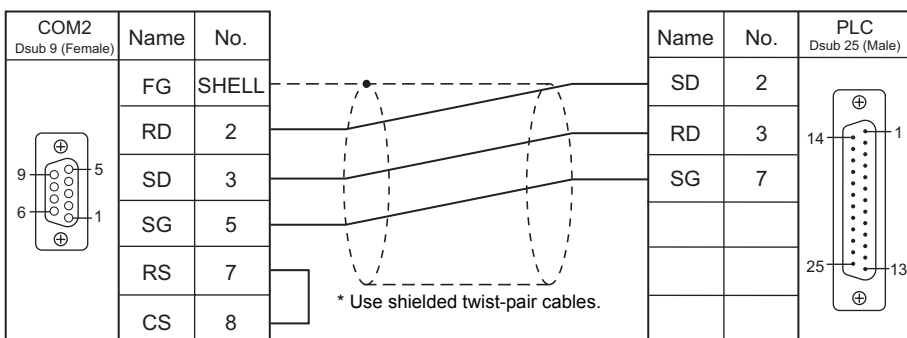 COM2
Dsub 9 (Female)
Name No.
FG SHELL
RD 2
SD 3
SG 5
RS 7
CS 8
9
5
6
1
* Use shielded twist-pair cables.
Name No.
SD 2
RD 3
SG 7
PLC
Dsub 25 (Male)
14
1
25
13